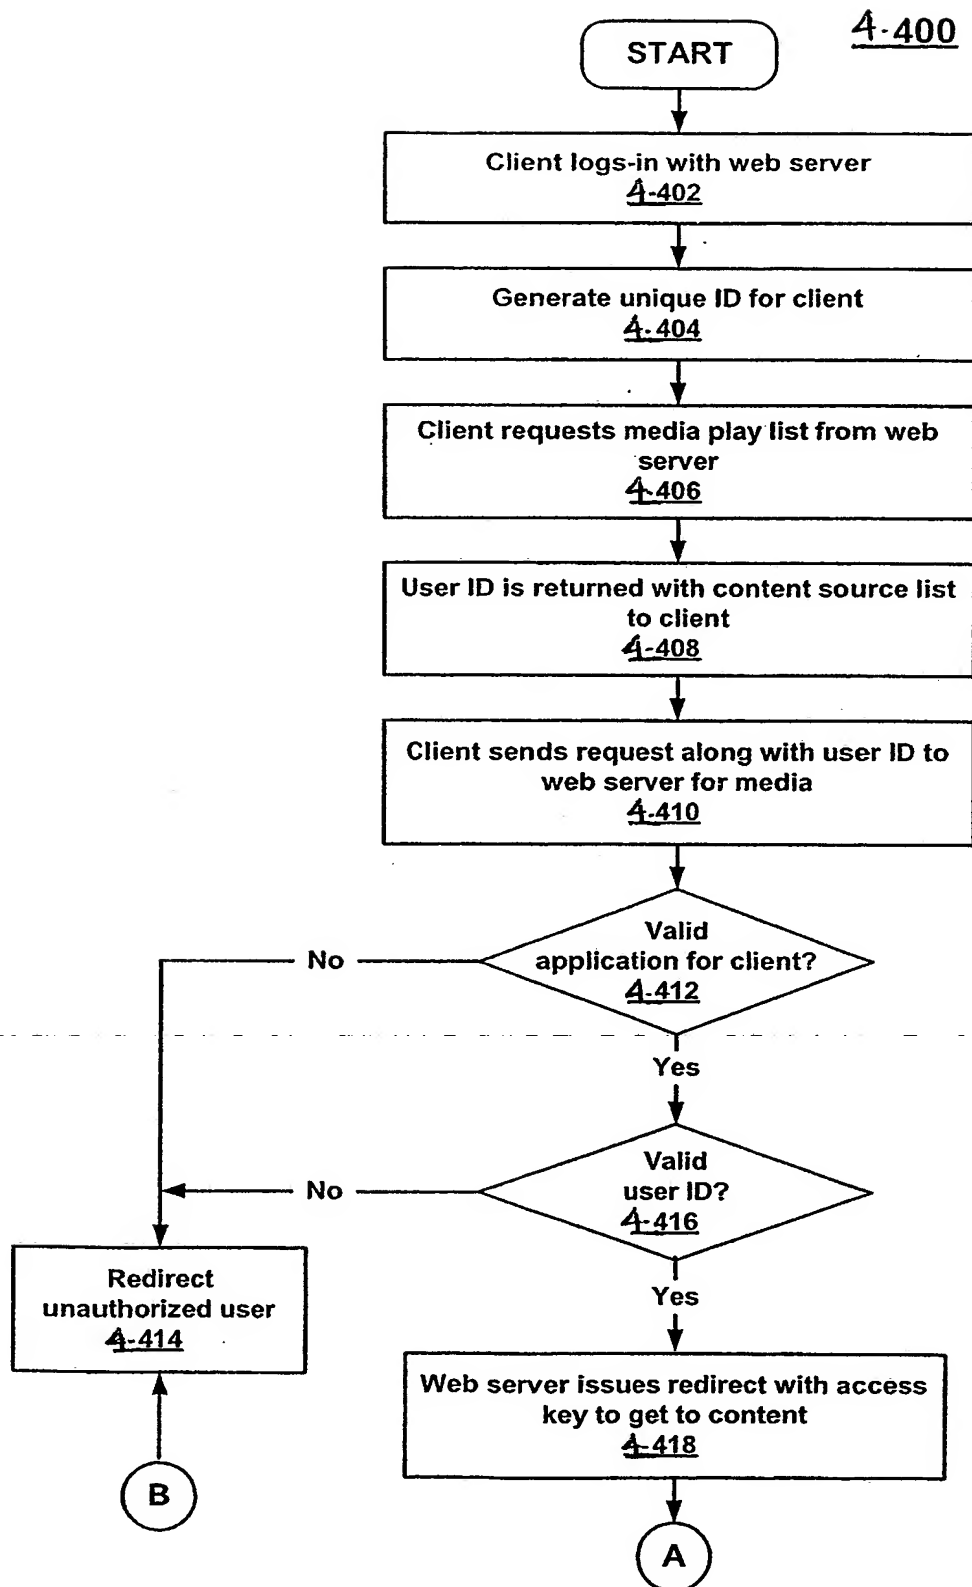 4-400
START
Client logs-in with web server
4-402
Generate unique ID for client
4-404
Client requests media play list from web
server
4-406
User ID is returned with content source list
to client
4-408
Client sends request along with user ID to
web server for media
4-410
Valid
application for client?
4-412
No
Yes
Valid
user ID?
4-416
No
Yes
Redirect
unauthorized user
4-414
Web server issues redirect with access
key to get to content
4-418
B
A